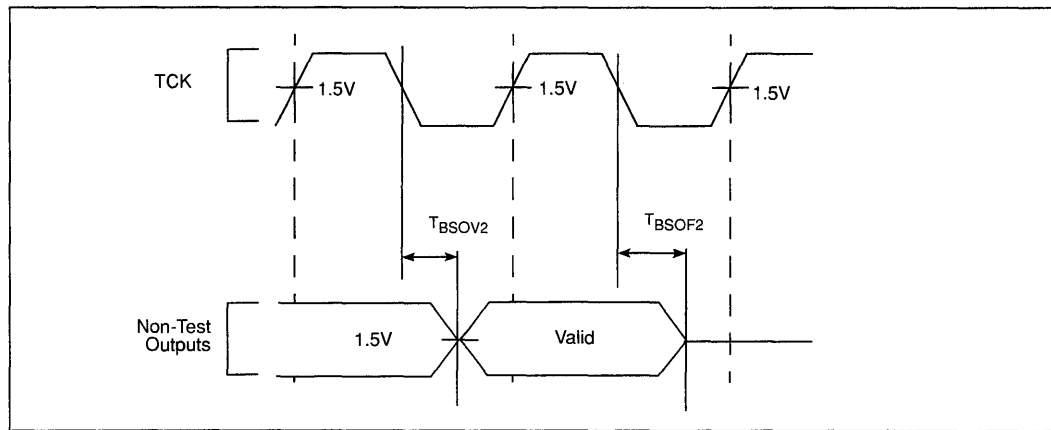 TCK
1.5V
1.5V
1.5V
TBSOV2
TBSOF2
Non-Test
Outputs
1.5V
Valid